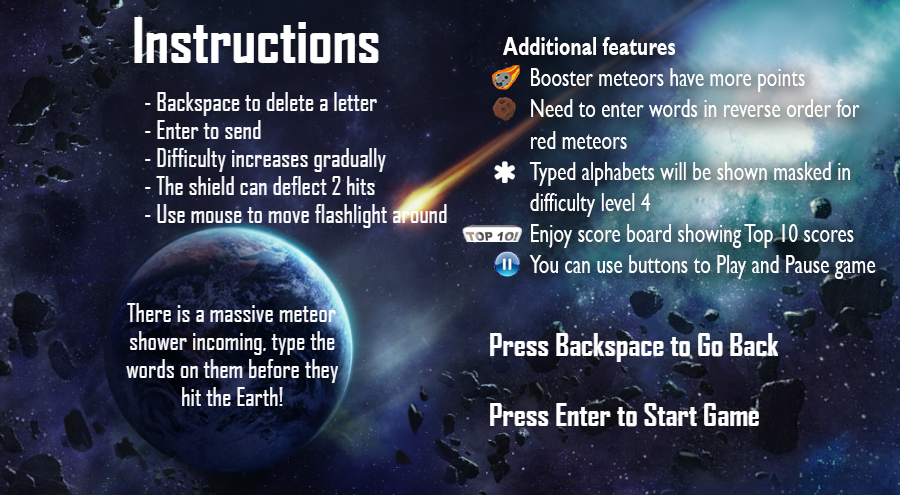 Instructions
- Backspace to delete a letter
- Enter to send
- Difficulty increases gradually
- The shield can deflect 2 hits
- Use mouse to move flashlight around
There is a massive meteor
shower incoming, type the
words on them before they
hit the Earth!
Additional features
Booster meteors have more points
Need to enter words in reverse order for
red meteors
Typed alphabets will be shown masked in
difficulty level 4
TOP 10! Enjoy score board showing Top 10 scores
You can use buttons to Play and Pause game
Press Backspace to Go Back
Press Enter to Start Game